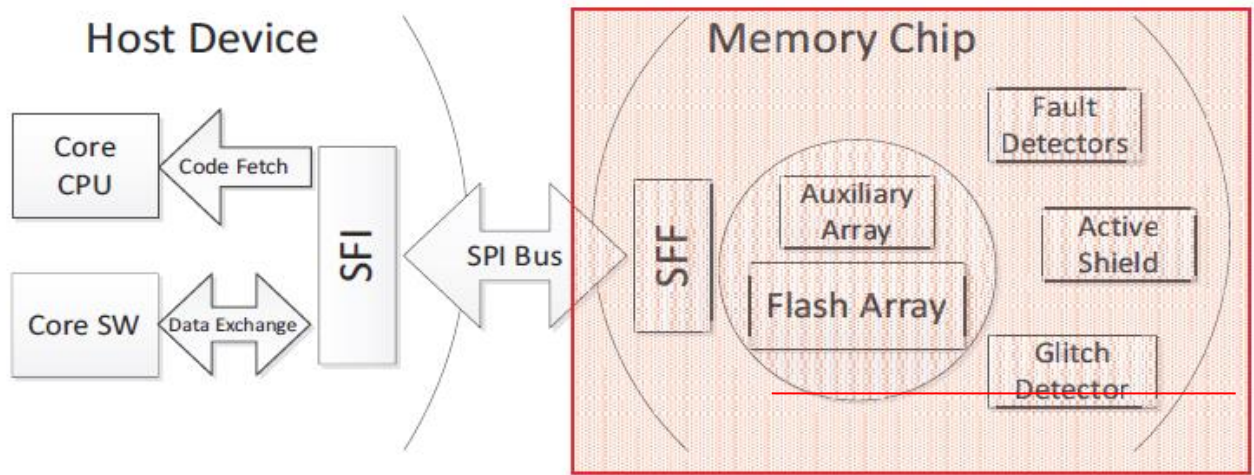 Host Device
Memory Chip
Core
CPU
Code Fetch
SFI
Core SW
Data Exchange
SPI Bus
SFF
Auxiliary
Array
Flash Array
Fault
Detectors
Active
Shield
Glitch
Detector